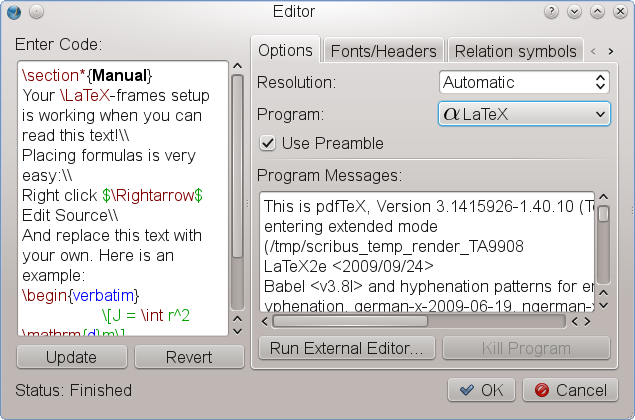 Editor
Enter Code:
\section*{Manual}
Your \LaTeX-frames setup
is working when you can
read this text!\\
Placing formulas is very
easy:\\
Right click $\Rightarrow$
Edit Source\\
And replace this text with
your own. Here is an
example:
\begin{verbatim}
\[J = \int r^2
\mathrm{d}m\]
Update
Revert
Status: Finished
Options
Fonts/Headers
Relation symbols
Resolution:
Automatic
Program:
α LaTeX
Use Preamble
Program Messages:
This is pdfTeX, Version 3.1415926-1.40.10 (Te
entering extended mode
(/tmp/scribus_temp_render_TA9908
LaTeX2e <2009/09/24>
Babel <v3.8l> and hyphenation patterns for en
yphenation, german-x-2009-06-19, ngerman-x
Run External Editor...
Kill Program
OK
Cancel